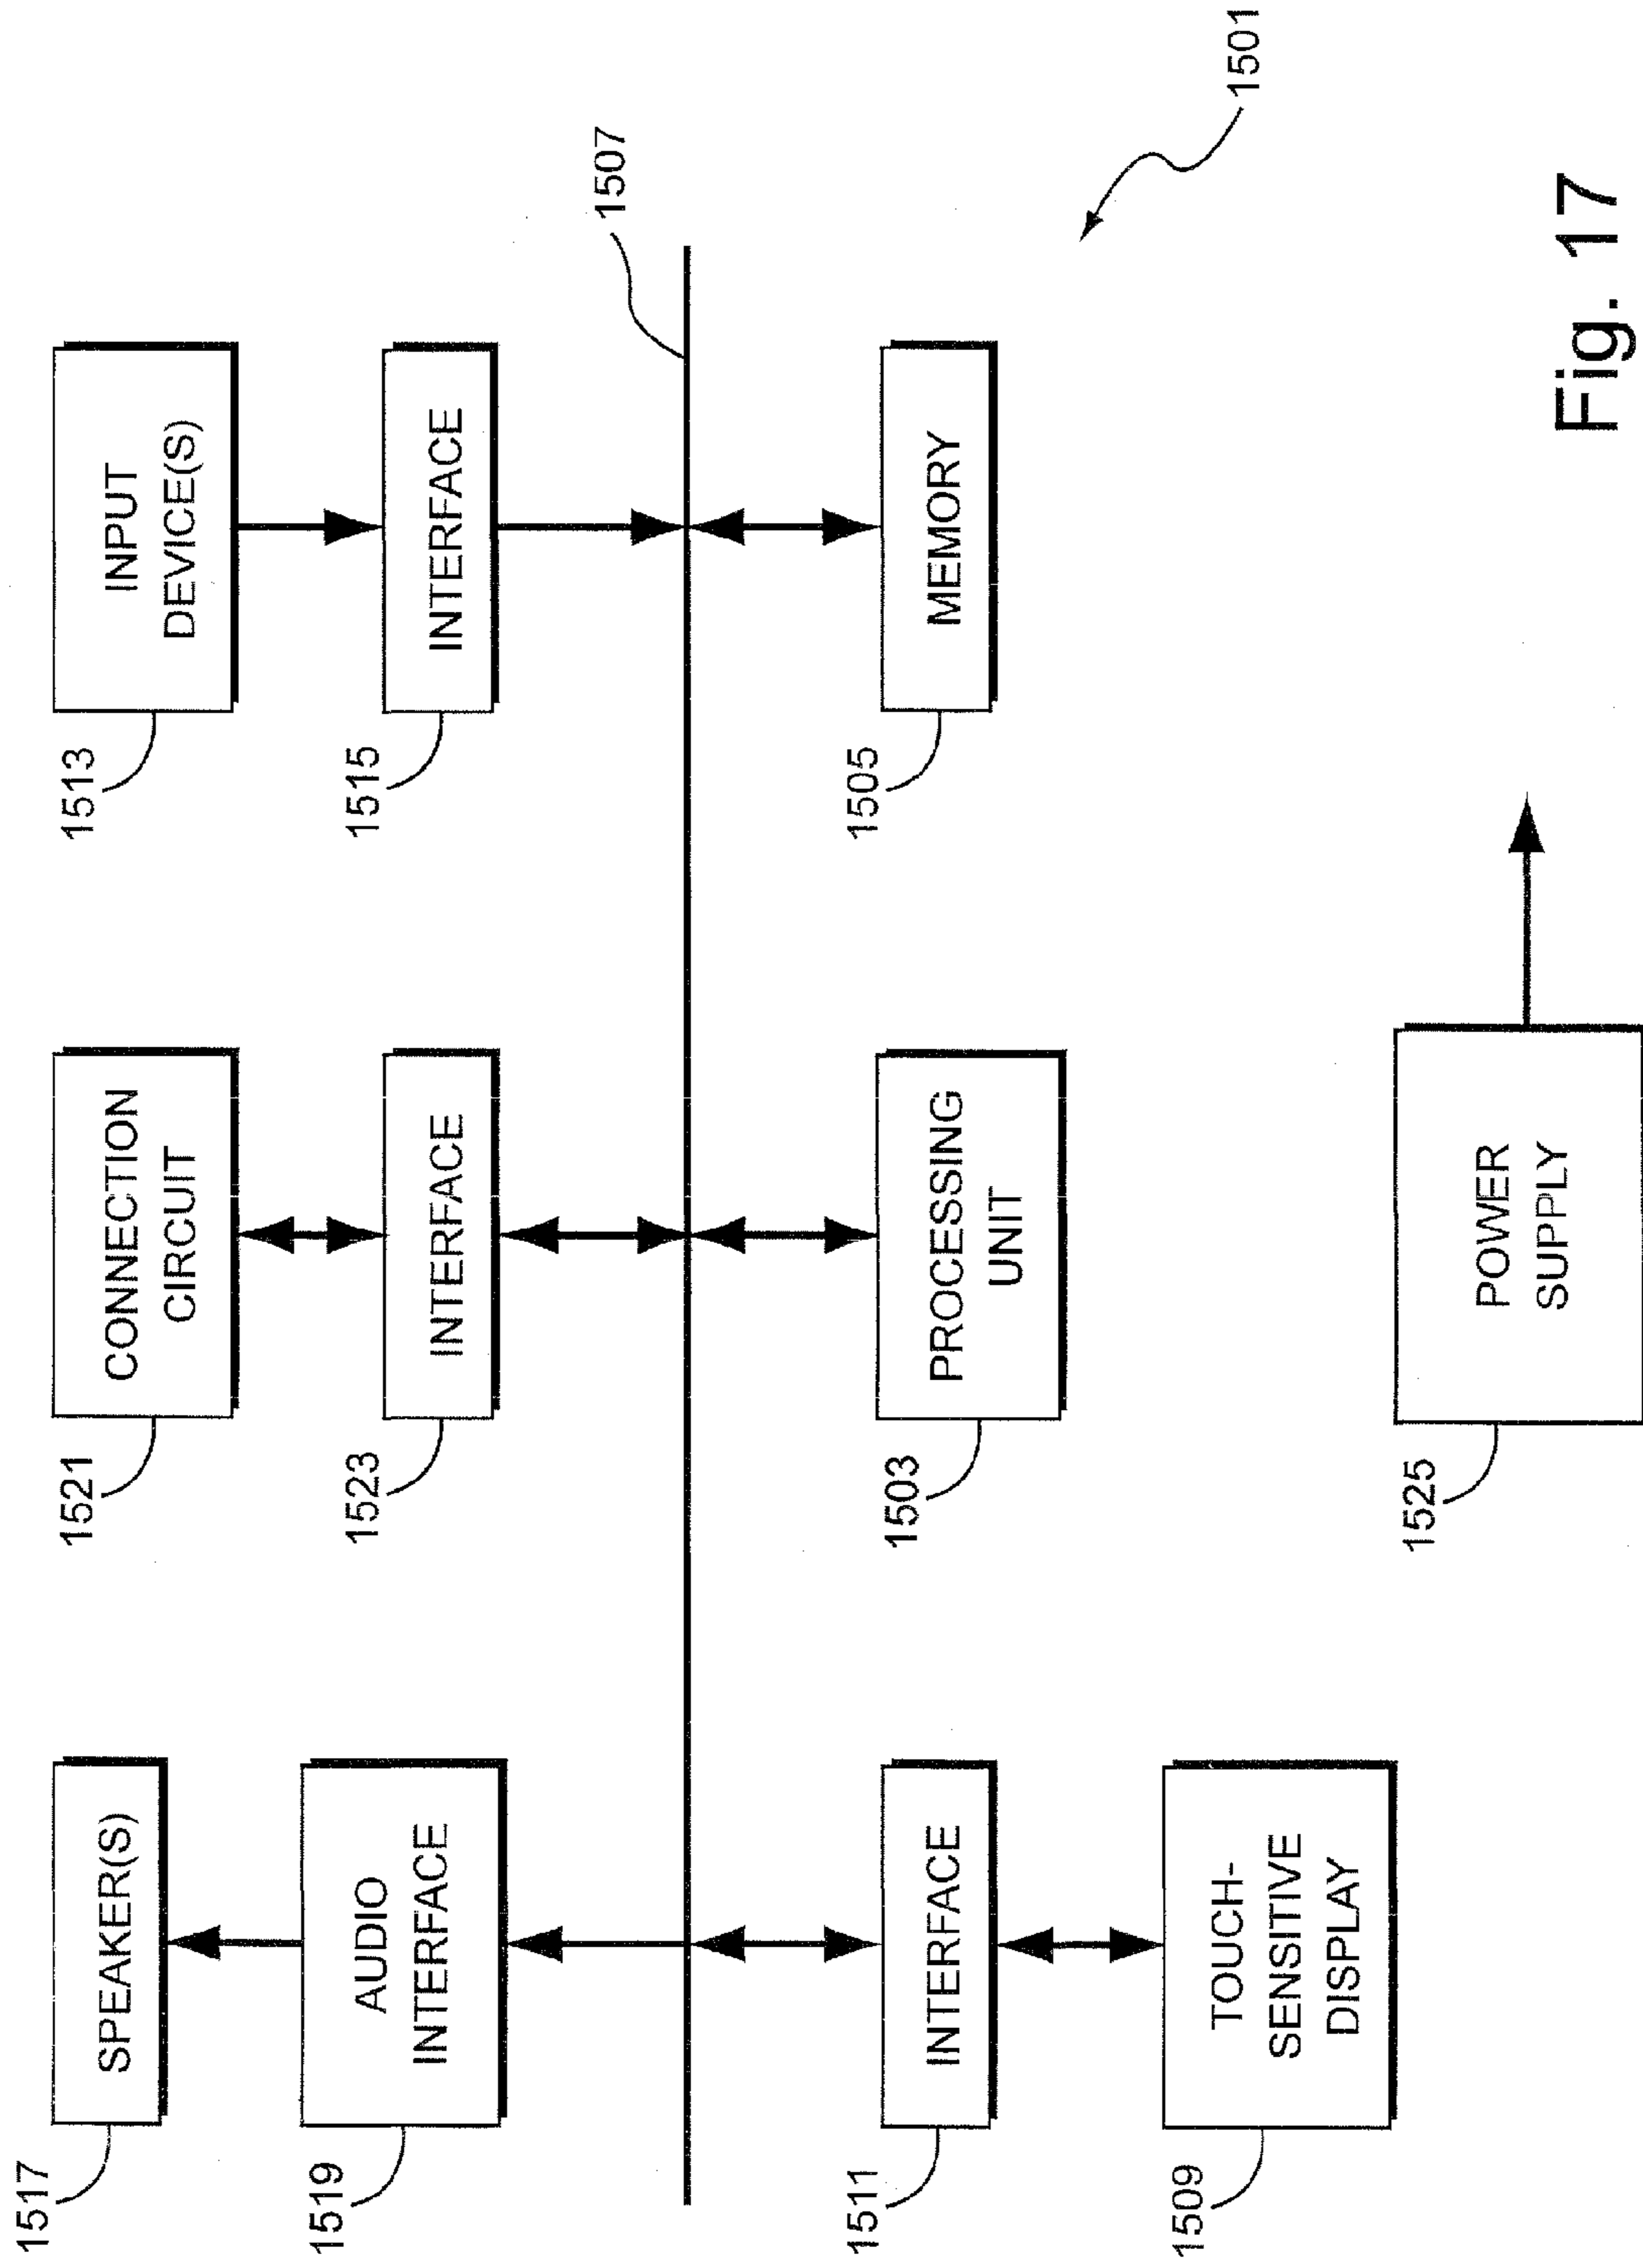 1517
SPEAKER(S)
1519
AUDIO
INTERFACE
1521
CONNECTION
CIRCUIT
1523
INTERFACE
1513
INPUT
DEVICE(S)
1515
INTERFACE
1507
1511
INTERFACE
1509
TOUCH-
SENSITIVE
DISPLAY
1503
PROCESSING
UNIT
1505
MEMORY
1501
1525
POWER
SUPPLY
Fig. 17